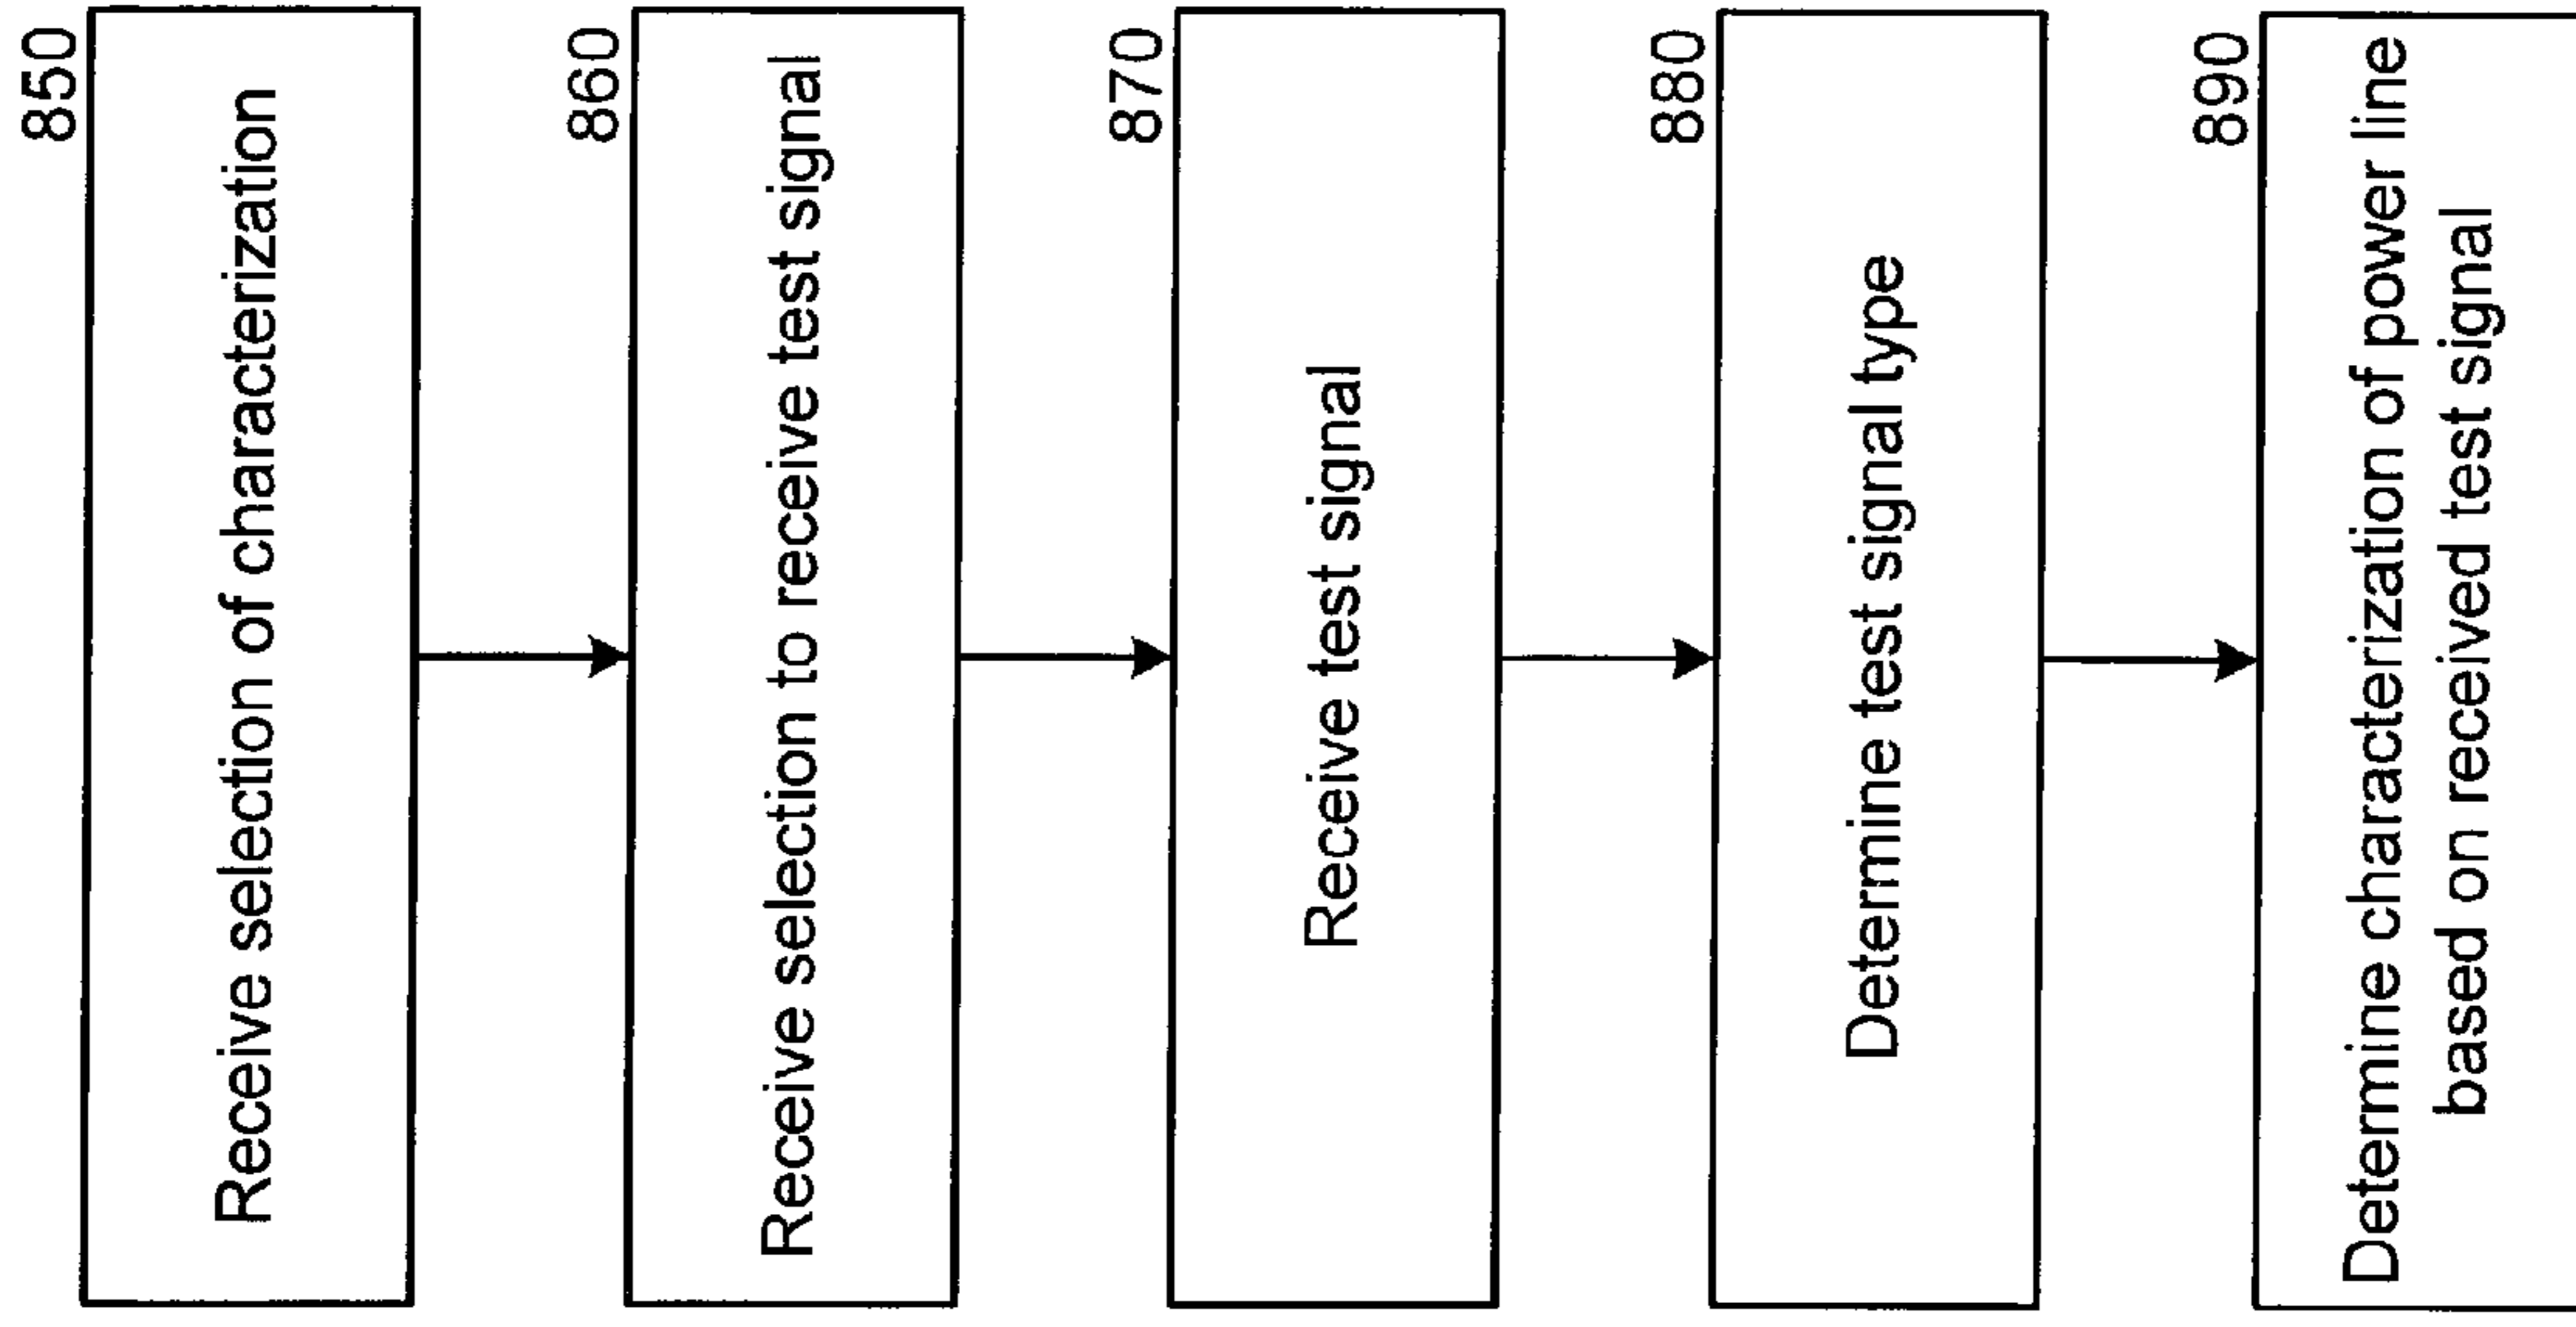 850
Receive selection of characterization
860
Receive selection to receive test signal
870
Receive test signal
880
Determine test signal type
890
Determine characterization of power line
based on received test signal